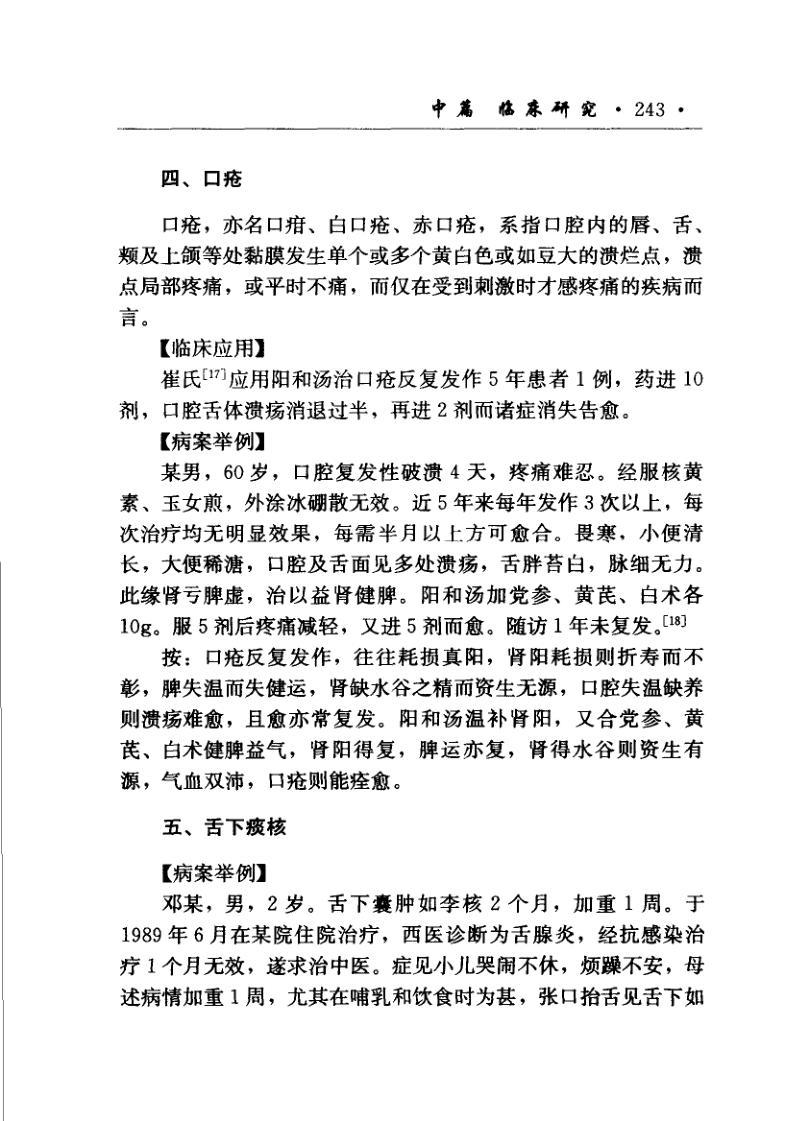 中篇 临床研究 · 243 ·
四、口疮
口疮，亦名口疳、白口疮、赤口疮，系指口腔内的唇、舌、
颊及上颌等处黏膜发生单个或多个黄白色或如豆大的溃烂点，溃
点局部疼痛，或平时不痛，而仅在受到刺激时才感疼痛的疾病而
言。
【临床应用】
崔氏[17]应用阳和汤治口疮反复发作 5 年患者 1 例，药进 10
剂，口腔舌体溃疡消退过半，再进 2 剂而诸症消失告愈。
【病案举例】
某男，60 岁，口腔复发性破溃 4 天，疼痛难忍。经服核黄
素、玉女煎，外涂冰硼散无效。近 5 年来每年发作 3 次以上，每
次治疗均无明显效果，每需半月以上方可愈合。畏寒，小便清
长，大便稀溏，口腔及舌面见多处溃疡，舌胖苔白，脉细无力。
此缘肾亏脾虚，治以益肾健脾。阳和汤加党参、黄芪、白术各
10g。服 5 剂后疼痛减轻，又进 5 剂而愈。随访 1 年未复发。[18]
按：口疮反复发作，往往耗损真阳，肾阳耗损则折寿而不
彰，脾失温而失健运，肾缺水谷之精而资生无源，口腔失温缺养
则溃疡难愈，且愈亦常复发。阳和汤温补肾阳，又合党参、黄
芪、白术健脾益气，肾阳得复，脾运亦复，肾得水谷则资生有
源，气血双沛，口疮则能痊愈。
五、舌下痰核
【病案举例】
邓某，男，2 岁。舌下囊肿如李核 2 个月，加重 1 周。于
1989 年 6 月在某院住院治疗，西医诊断为舌腺炎，经抗感染治
疗 1 个月无效，遂求治中医。症见小儿哭闹不休，烦躁不安，母
述病情加重 1 周，尤其在哺乳和饮食时为甚，张口抬舌见舌下如